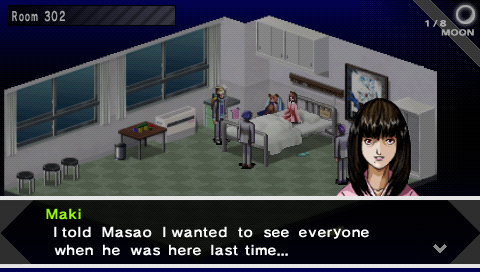 Room 302
1/8
MOON
Maki
I told Masao I wanted to see everyone
when he was here last time...